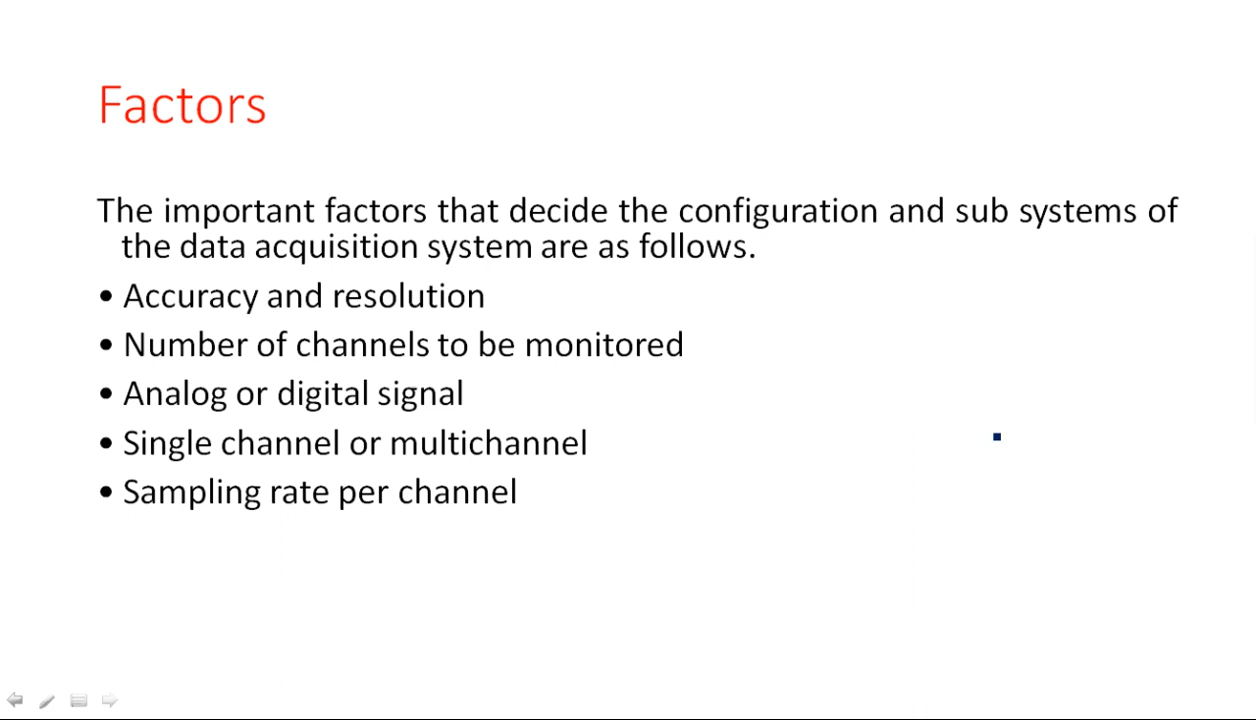 Factors
The important factors that decide the configuration and sub systems of
the data acquisition system are as follows.
• Accuracy and resolution
• Number of channels to be monitored
• Analog or digital signal
• Single channel or multichannel
• Sampling rate per channel